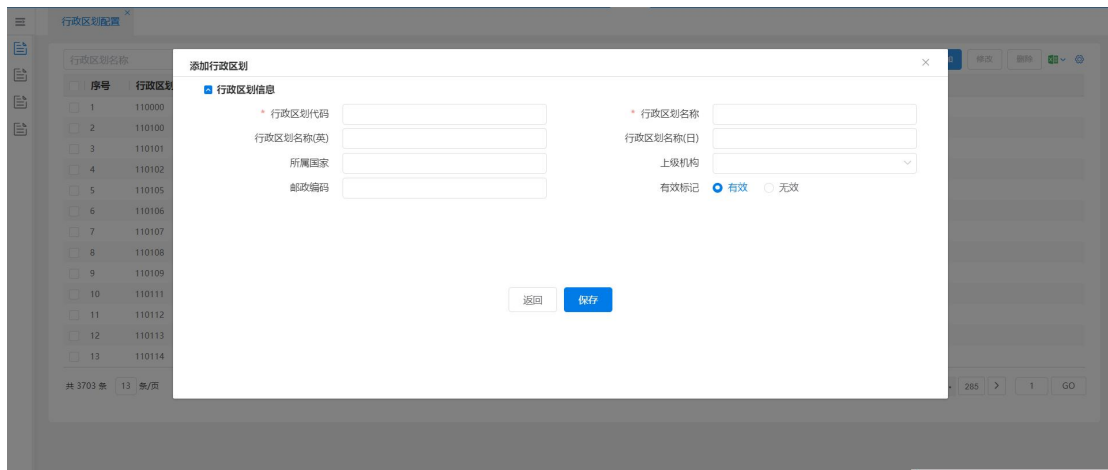 行政区划配置 ×
行政区划名称 修改 删除
添加行政区划 ×
行政区划信息
* 行政区划代码 * 行政区划名称
行政区划名称(英) 行政区划名称(日)
所属国家 上级机构
邮政编码 有效标记 有效 无效
返回 保存
序号 行政区划
1 110000
2 110100
3 110101
4 110102
5 110105
6 110106
7 110107
8 110108
9 110109
10 110111
11 110112
12 110113
13 110114
共 3703 条 13 条/页 285 > 1 GO